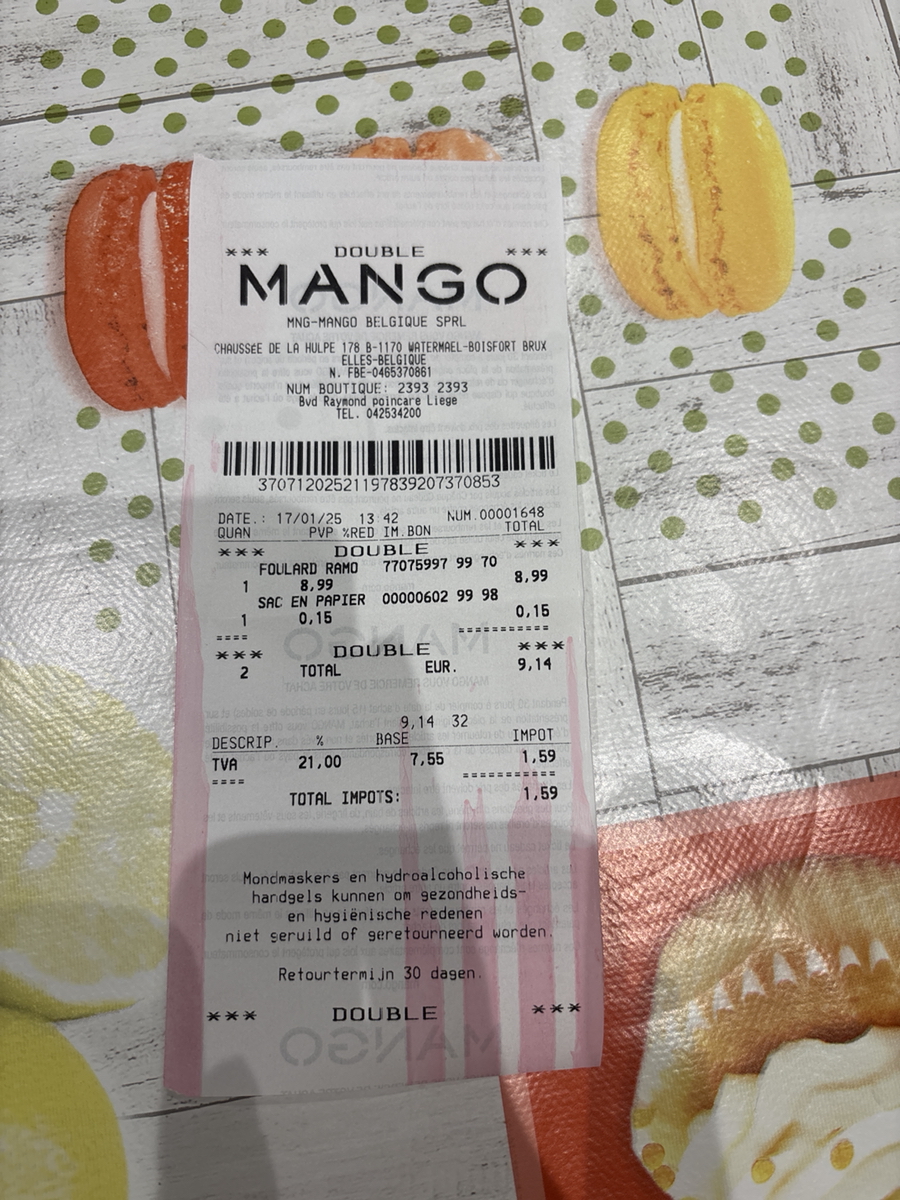 *** DOUBLE ***
MANGO
MNG-MANGO BELGIQUE SPRL
CHAUSSÉE DE LA HULPE 178 B-1170 WATERMAEL-BOISFORT BRUX
ELLES-BELGIQUE
N. FBE-0465370861
NUM BOUTIQUE: 2393 2393
Bvd Raymond poincare Liege
TEL. 042534200
37071202521197839207370853
DATE.: 17/01/25 13 42 NUM.00001648
QUAN PVP %RED IM.BON TOTAL
*** DOUBLE ***
FOULARD RAMO 77075997 99 70
1 8,99 8,99
SAC EN PAPIER 00000602 99 98
1 0,15 0,15
==== ===========
*** DOUBLE ***
2 TOTAL EUR. 9,14
9,14 32
DESCRIP. % BASE IMPOT
TVA 21,00 7,55 1,59
==== ===========
TOTAL IMPOTS: 1,59
Mondmaskers en hydroalcoholische
handgels kunnen om gezondheids-
en hygiënische redenen
niet geruild of geretourneerd worden.
Retourtermijn 30 dagen.
*** DOUBLE ***